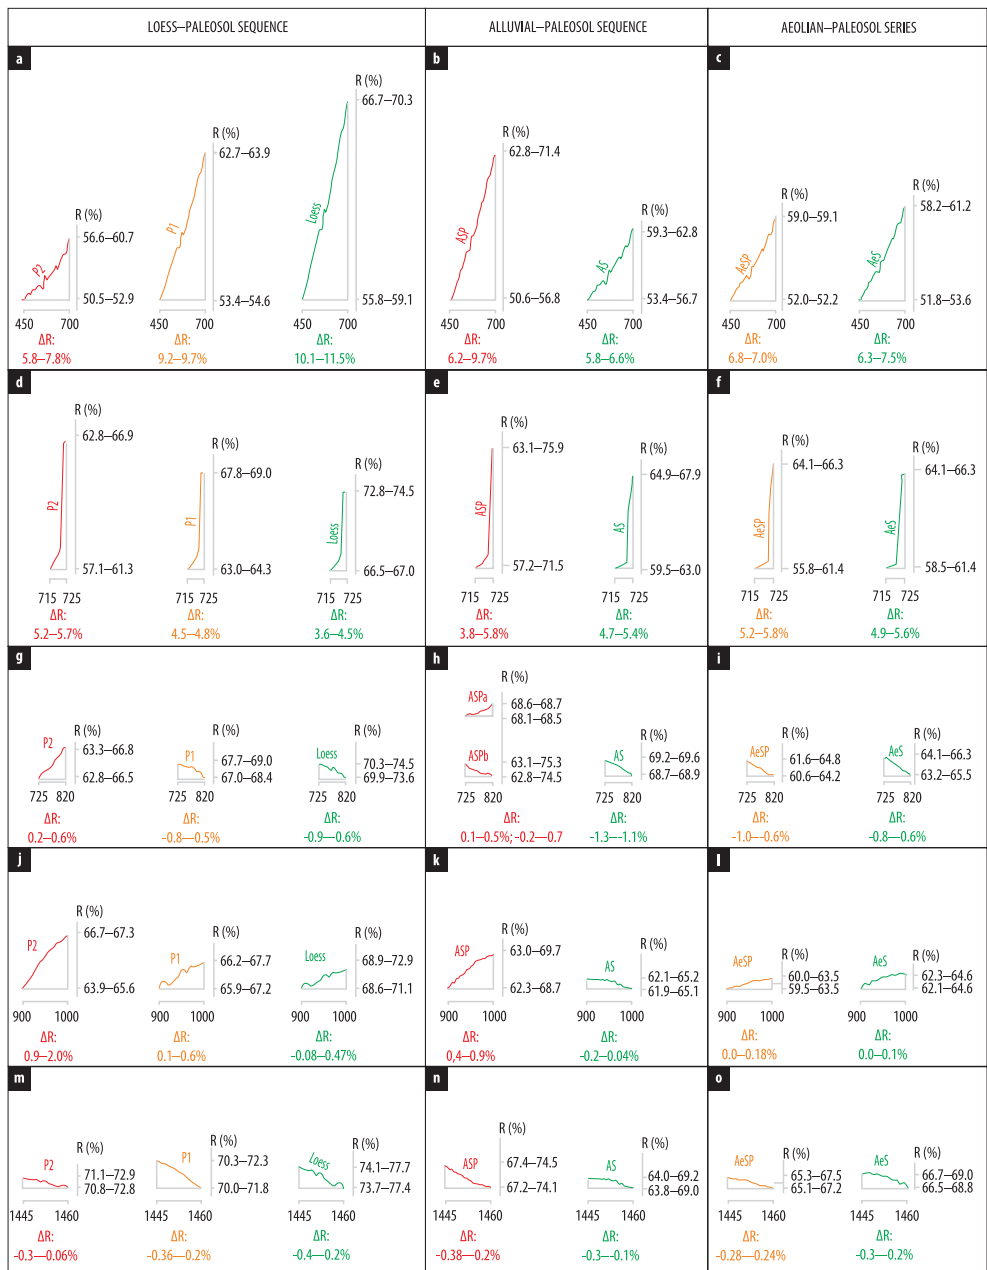 LOESS–PALEOSOL SEQUENCE
ALLUVIAL–PALEOSOL SEQUENCE
AEOLIAN–PALEOSOL SERIES
a
P2
R (%)
56.6–60.7
50.5–52.9
450 700
ΔR:
5.8–7.8%
P1
R (%)
62.7–63.9
53.4–54.6
450 700
ΔR:
9.2–9.7%
Loess
R (%)
66.7–70.3
55.8–59.1
450 700
ΔR:
10.1–11.5%
b
ASP
R (%)
62.8–71.4
50.6–56.8
450 700
ΔR:
6.2–9.7%
AS
R (%)
59.3–62.8
53.4–56.7
450 700
ΔR:
5.8–6.6%
c
AeSP
R (%)
59.0–59.1
52.0–52.2
450 700
ΔR:
6.8–7.0%
AeS
R (%)
58.2–61.2
51.8–53.6
450 700
ΔR:
6.3–7.5%
d
P2
R (%)
62.8–66.9
57.1–61.3
715 725
ΔR:
5.2–5.7%
P1
R (%)
67.8–69.0
63.0–64.3
715 725
ΔR:
4.5–4.8%
Loess
R (%)
72.8–74.5
66.5–67.0
715 725
ΔR:
3.6–4.5%
e
ASP
R (%)
63.1–75.9
57.2–71.5
715 725
ΔR:
3.8–5.8%
AS
R (%)
64.9–67.9
59.5–63.0
715 725
ΔR:
4.7–5.4%
f
AeSP
R (%)
64.1–66.3
55.8–61.4
715 725
ΔR:
5.2–5.8%
AeS
R (%)
64.1–66.3
58.5–61.4
715 725
ΔR:
4.9–5.6%
g
P2
R (%)
63.3–66.8
62.8–66.5
725 820
ΔR:
0.2–0.6%
P1
R (%)
67.7–69.0
67.0–68.4
725 820
ΔR:
-0.8–-0.5%
Loess
R (%)
70.3–74.5
69.9–73.6
725 820
ΔR:
-0.9–-0.6%
h
ASPa
R (%)
68.6–68.7
68.1–68.5
ASPb
63.1–75.3
62.8–74.5
725 820
ΔR:
0.1–0.5%; -0.2–-0.7
AS
R (%)
69.2–69.6
68.7–68.9
725 820
ΔR:
-1.3–-1.1%
i
AeSP
R (%)
61.6–64.8
60.6–64.2
725 820
ΔR:
-1.0–-0.6%
AeS
R (%)
64.1–66.3
63.2–65.5
725 820
ΔR:
-0.8–-0.6%
j
P2
R (%)
66.7–67.3
63.9–65.6
900 1000
ΔR:
0.9–2.0%
P1
R (%)
66.2–67.7
65.9–67.2
900 1000
ΔR:
0.1–0.6%
Loess
R (%)
68.9–72.9
68.6–71.1
900 1000
ΔR:
-0.08–0.47%
k
ASP
R (%)
63.0–69.7
62.3–68.7
900 1000
ΔR:
0,4–0.9%
AS
R (%)
62.1–65.2
61.9–65.1
900 1000
ΔR:
-0.2–0.04%
l
AeSP
R (%)
60.0–63.5
59.5–63.5
900 1000
ΔR:
0.0–0.18%
AeS
R (%)
62.3–64.6
62.1–64.6
900 1000
ΔR:
0.0–0.1%
m
P2
R (%)
71.1–72.9
70.8–72.8
1445 1460
ΔR:
-0.3–-0.06%
P1
R (%)
70.3–72.3
70.0–71.8
1445 1460
ΔR:
-0.36–-0.2%
Loess
R (%)
74.1–77.7
73.7–77.4
1445 1460
ΔR:
-0.4–-0.2%
n
ASP
R (%)
67.4–74.5
67.2–74.1
1445 1460
ΔR:
-0.38–-0.2%
AS
R (%)
64.0–69.2
63.8–69.0
1445 1460
ΔR:
-0.3–-0.1%
o
AeSP
R (%)
65.3–67.5
65.1–67.2
1445 1460
ΔR:
-0.28–-0.24%
AeS
R (%)
66.7–69.0
66.5–68.8
1445 1460
ΔR:
-0.3–-0.2%